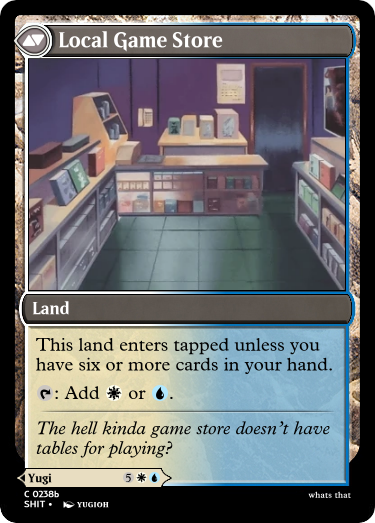 Local Game Store
Land
This land enters tapped unless you
have six or more cards in your hand.
: Add or .
The hell kinda game store doesn't have
tables for playing?
Yugi 5
C 0238b
SHIT • YUGIOH
whats that